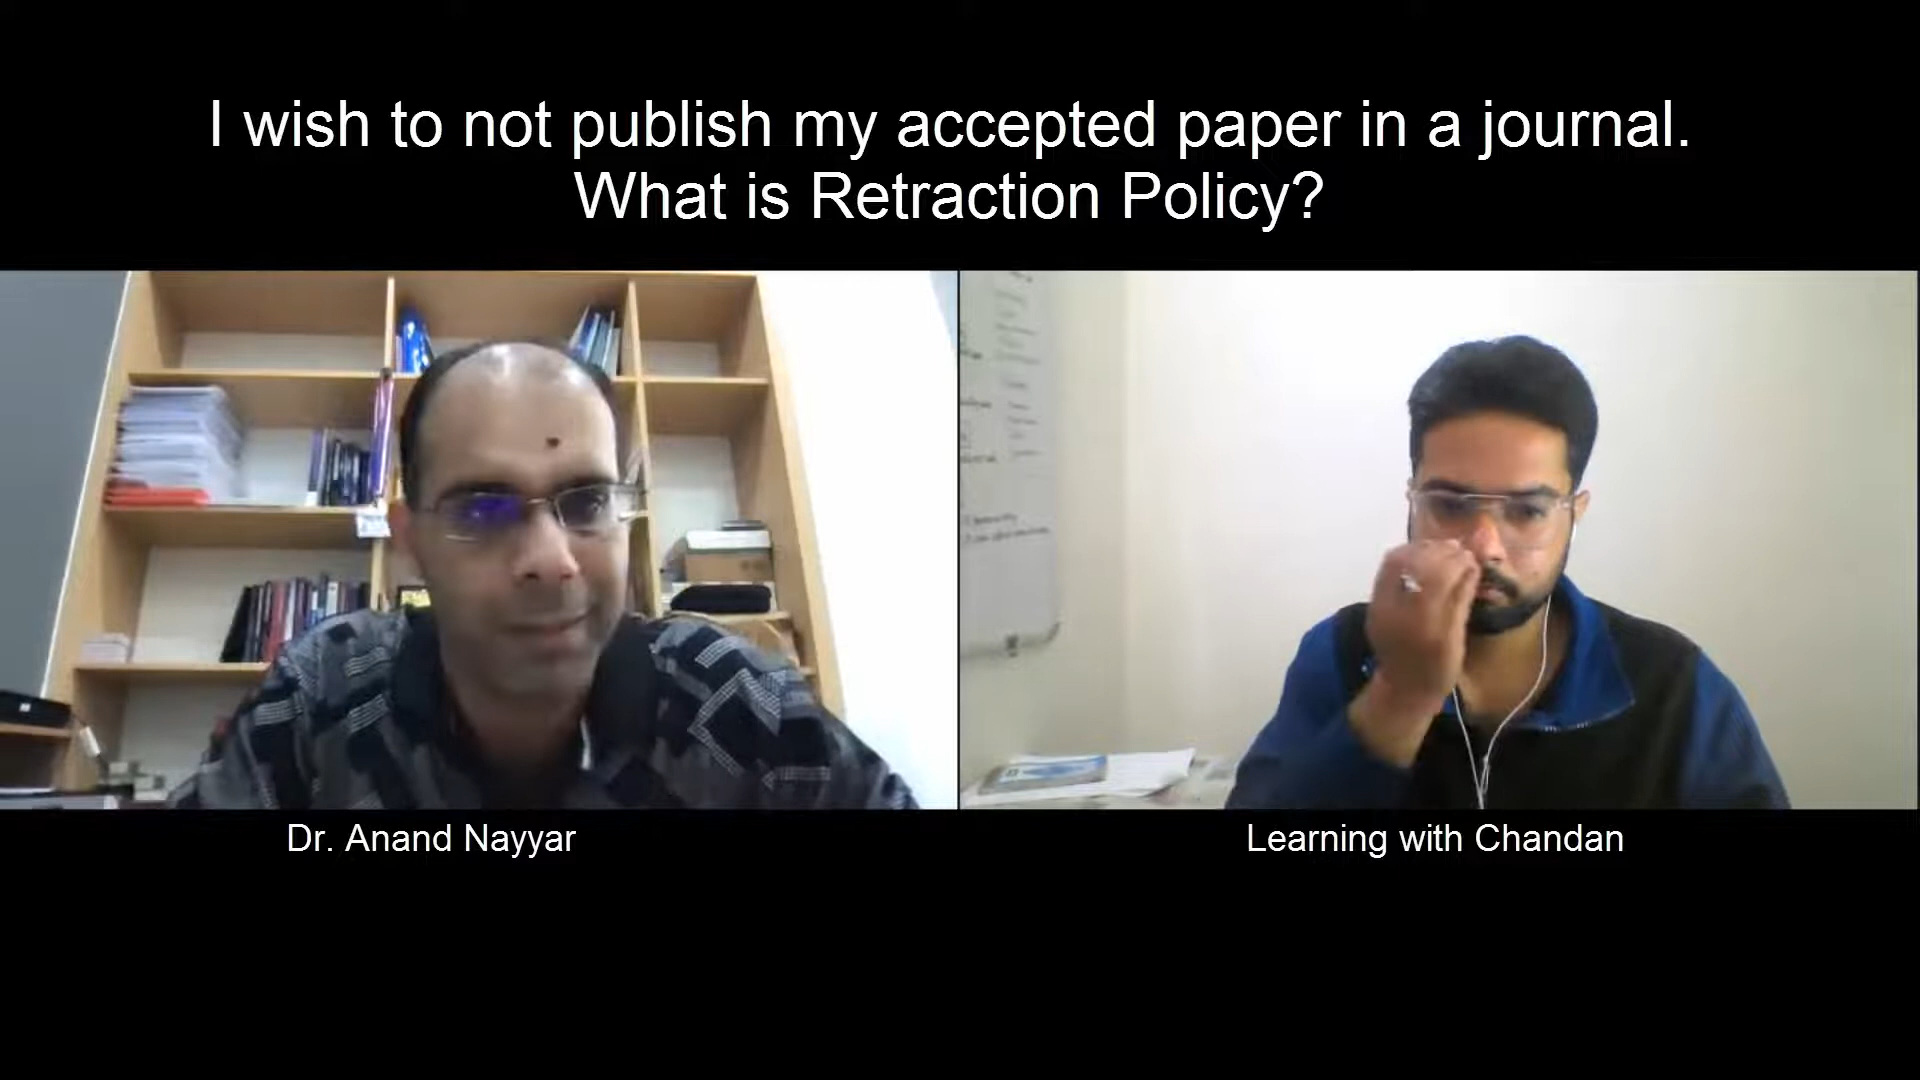 I wish to not publish my accepted paper in a journal.
What is Retraction Policy?
Dr. Anand Nayyar
Learning with Chandan